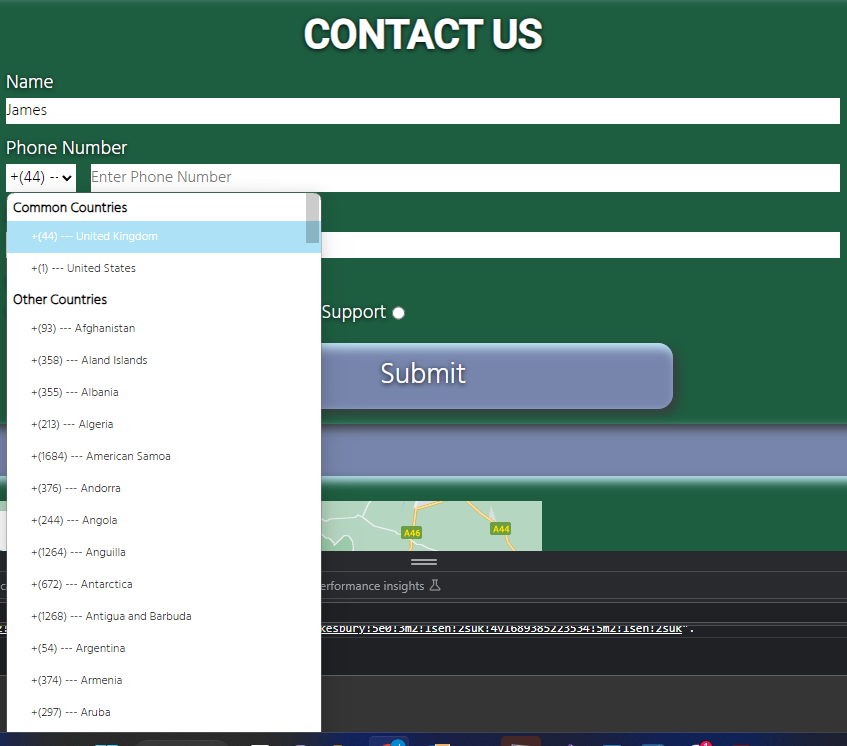 CONTACT US
Name
James
Phone Number
+(44) --
Enter Phone Number
Common Countries
+(44) --- United Kingdom
+(1) --- United States
Other Countries
+(93) --- Afghanistan
Support
+(358) --- Aland Islands
Submit
+(355) --- Albania
+(213) --- Algeria
+(1684) --- American Samoa
+(376) --- Andorra
+(244) --- Angola
A46
A44
+(1264) --- Anguilla
+(672) --- Antarctica
erformance insights
+(1268) --- Antigua and Barbuda
kesbury!5e0!3m2!1sen!2suk!4v1689385223534!5m2!1sen!2suk".
+(54) --- Argentina
+(374) --- Armenia
+(297) --- Aruba